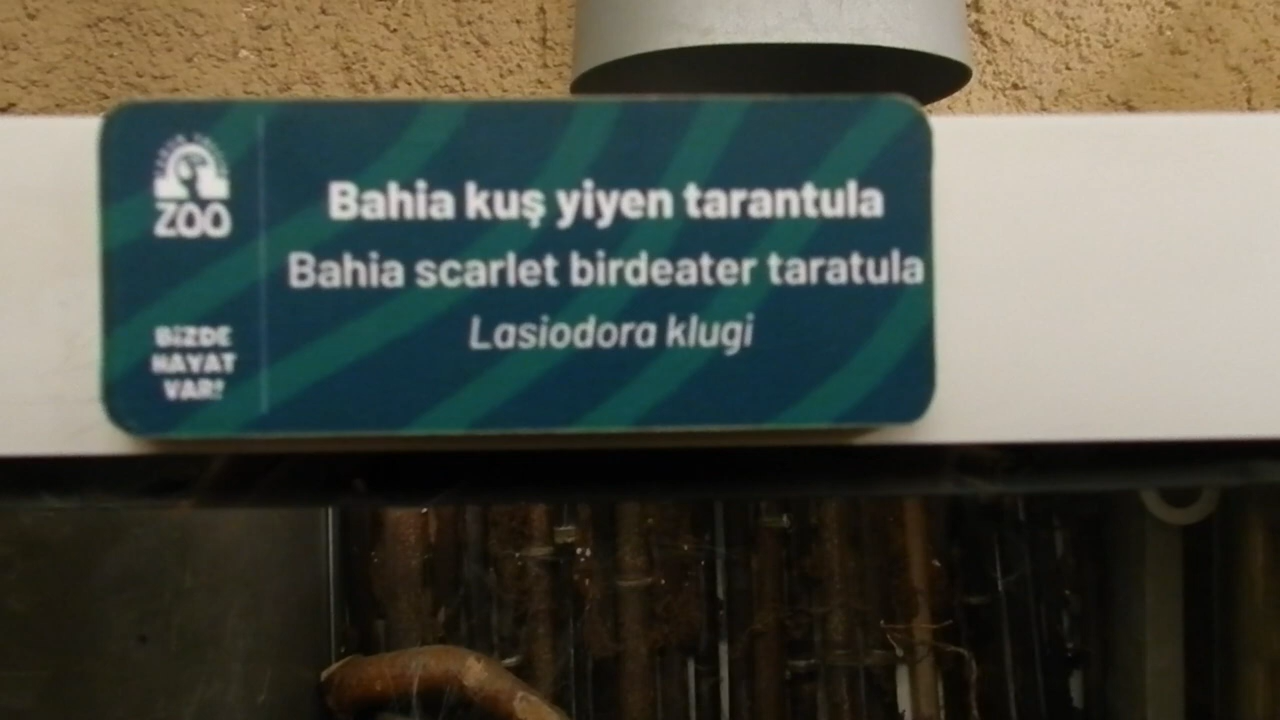 ZOO
BİZDE
HAYAT
VAR!
Bahia kuş yiyen tarantula
Bahia scarlet birdeater taratula
Lasiodora klugi